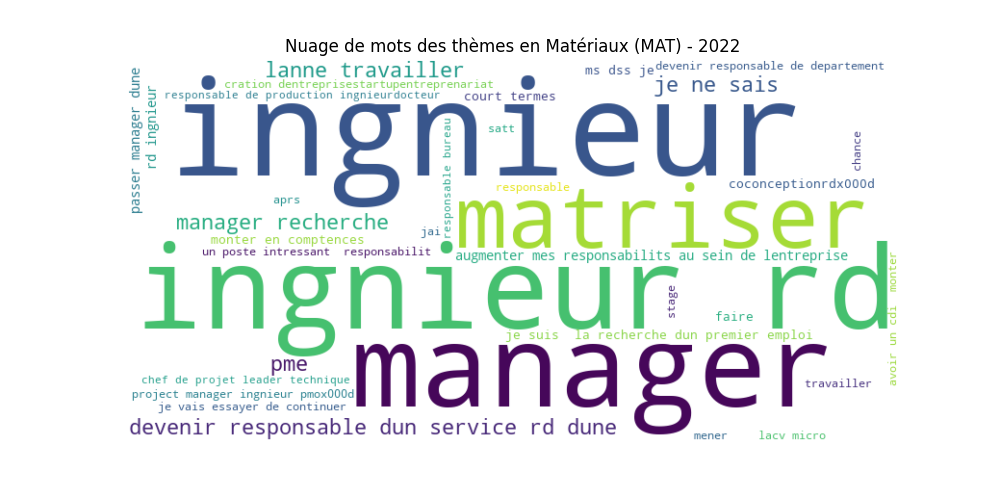 Nuage de mots des thèmes en Matériaux (MAT) - 2022
lanne travailler
ms dss je
devenir responsable de departement
cration dentreprisestartupentreprenariat
je ne sais
responsable de production ingnieurdocteur
court termes
passer manager dune
rd ingnieur
ingnieur
satt
chance
responsable bureau
responsable
coconceptionrdx000d
aprs
matriser
manager recherche
jai
monter en comptences
un poste intressant responsabilit
augmenter mes responsabilits au sein de lentreprise
ingnieur rd
avoir un cdi monter
stage
faire
je suis la recherche dun premier emploi
manager
pme
chef de projet leader technique
travailler
project manager ingnieur pmox000d
je vais essayer de continuer
devenir responsable dun service rd dune
mener
lacv micro